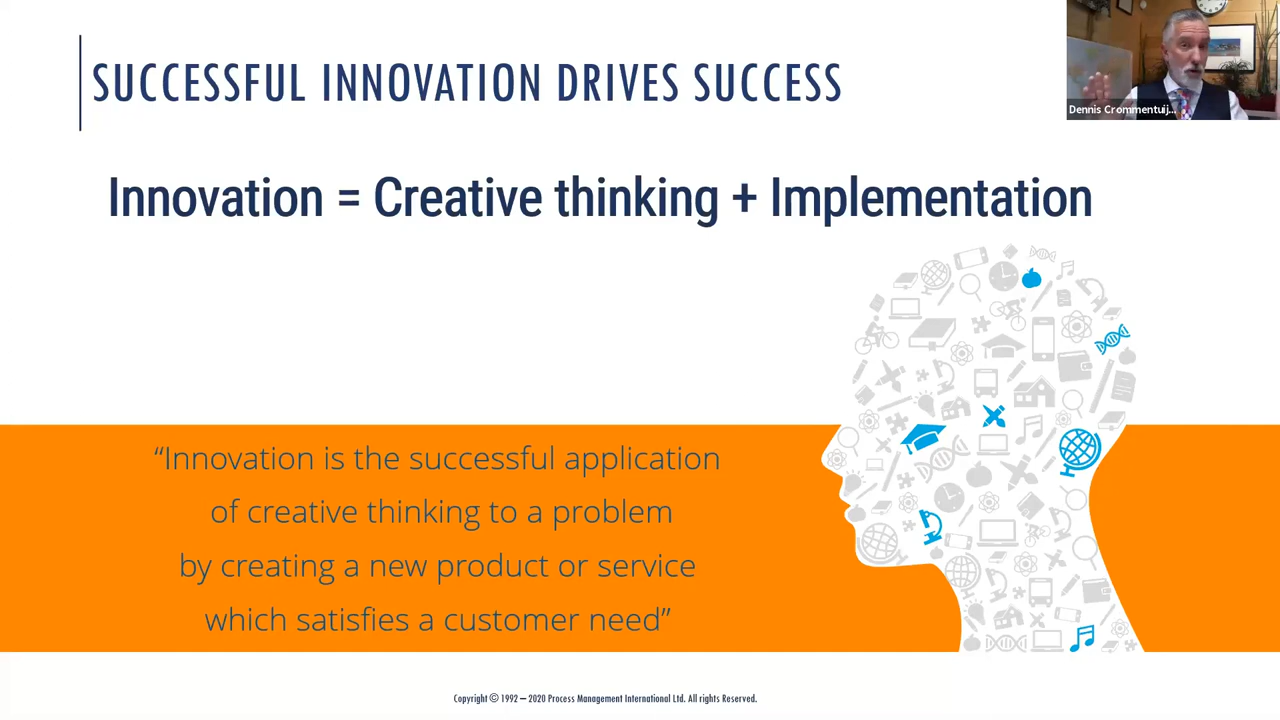 SUCCESSFUL INNOVATION DRIVES SUCCESS
Dennis Crommentuij...
Innovation = Creative thinking + Implementation
“Innovation is the successful application
of creative thinking to a problem
by creating a new product or service
which satisfies a customer need”
Copyright © 1992 – 2020 Process Management International Ltd. All rights Reserved.